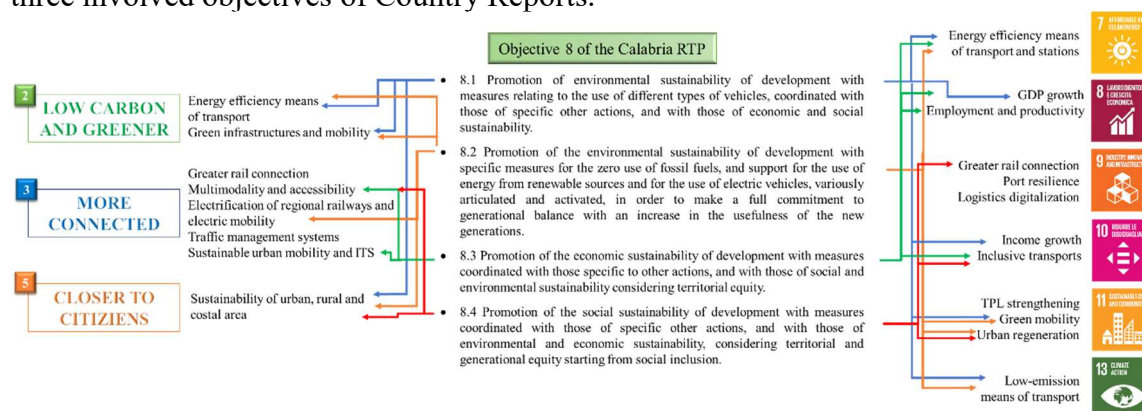 three involved objectives of Country Reports.
Objective 8 of the Calabria RTP
2
LOW CARBON
AND GREENER
Energy efficiency means
of transport
Green infrastructures and mobility
3
MORE
CONNECTED
Greater rail connection
Multimodality and accessibility
Electrification of regional railways and
electric mobility
Traffic management systems
Sustainable urban mobility and ITS
5
CLOSER TO
CITIZIENS
Sustainability of urban, rural and
costal area
• 8.1 Promotion of environmental sustainability of development with
measures relating to the use of different types of vehicles, coordinated with
those of specific other actions, and with those of economic and social
sustainability.
• 8.2 Promotion of the environmental sustainability of development with
specific measures for the zero use of fossil fuels, and support for the use of
energy from renewable sources and for the use of electric vehicles, variously
articulated and activated, in order to make a full commitment to
generational balance with an increase in the usefulness of the new
generations.
• 8.3 Promotion of the economic sustainability of development with measures
coordinated with those specific to other actions, and with those of social and
environmental sustainability considering territorial equity.
• 8.4 Promotion of the social sustainability of development with measures
coordinated with those of specific other actions, and with those of
environmental and economic sustainability, considering territorial and
generational equity starting from social inclusion.
Energy efficiency means
of transport and stations
GDP growth
Employment and productivity
Greater rail connection
Port resilience
Logistics digitalization
Income growth
Inclusive transports
TPL strengthening
Green mobility
Urban regeneration
Low-emission
means of transport
7
8
9
10
11
13 CLIMATE
ACTION